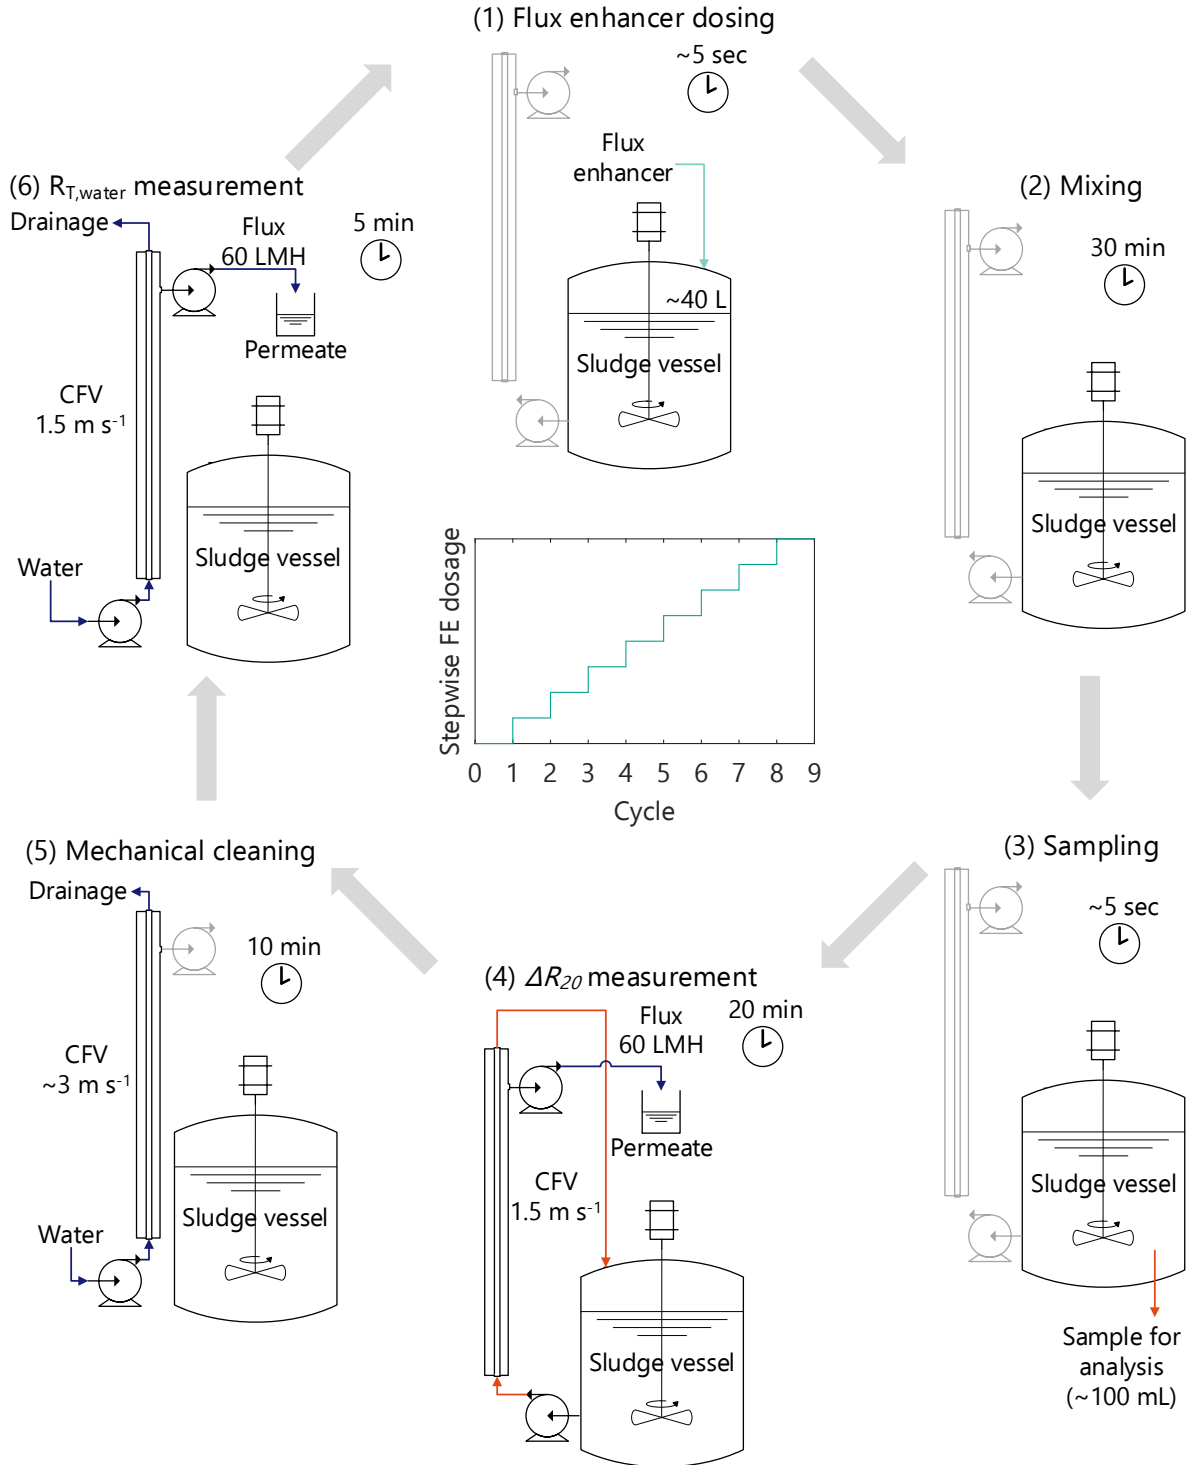 (1) Flux enhancer dosing
~5 sec
Flux
enhancer
~40 L
Sludge vessel
(2) Mixing
30 min
Sludge vessel
(3) Sampling
~5 sec
Sludge vessel
Sample for
analysis
(~100 mL)
(4) ΔR₂₀ measurement
20 min
Flux
60 LMH
Permeate
CFV
1.5 m s⁻¹
Sludge vessel
(5) Mechanical cleaning
Drainage
10 min
CFV
~3 m s⁻¹
Water
Sludge vessel
(6) R_T,water measurement
Drainage
Flux
60 LMH
5 min
Permeate
CFV
1.5 m s⁻¹
Water
Sludge vessel
Stepwise FE dosage
0 1 2 3 4 5 6 7 8 9
Cycle